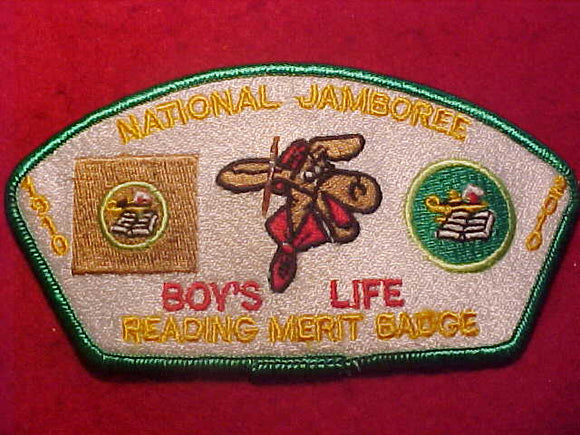 NATIONAL JAMBOREE
1910
2010
BOY'S LIFE
READING MERIT BADGE